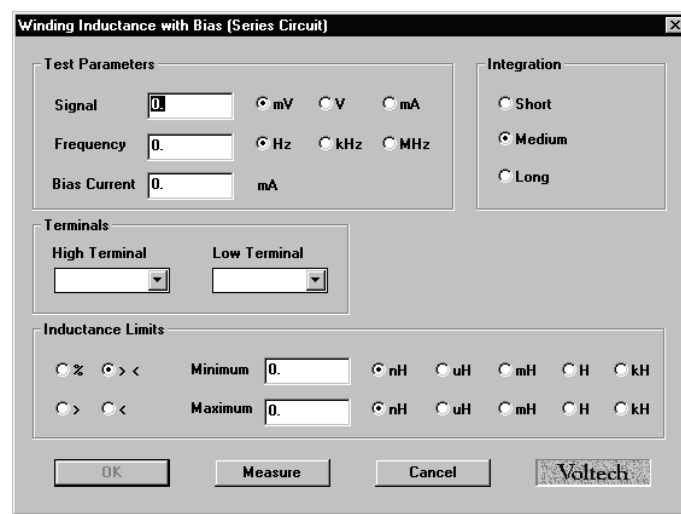 Winding Inductance with Bias (Series Circuit)
Test Parameters
Signal 0. mV V mA
Frequency 0. Hz kHz MHz
Bias Current 0. mA
Integration
Short
Medium
Long
Terminals
High Terminal Low Terminal
Inductance Limits
% > < Minimum 0. nH uH mH H kH
> < Maximum 0. nH uH mH H kH
OK Measure Cancel Voltech